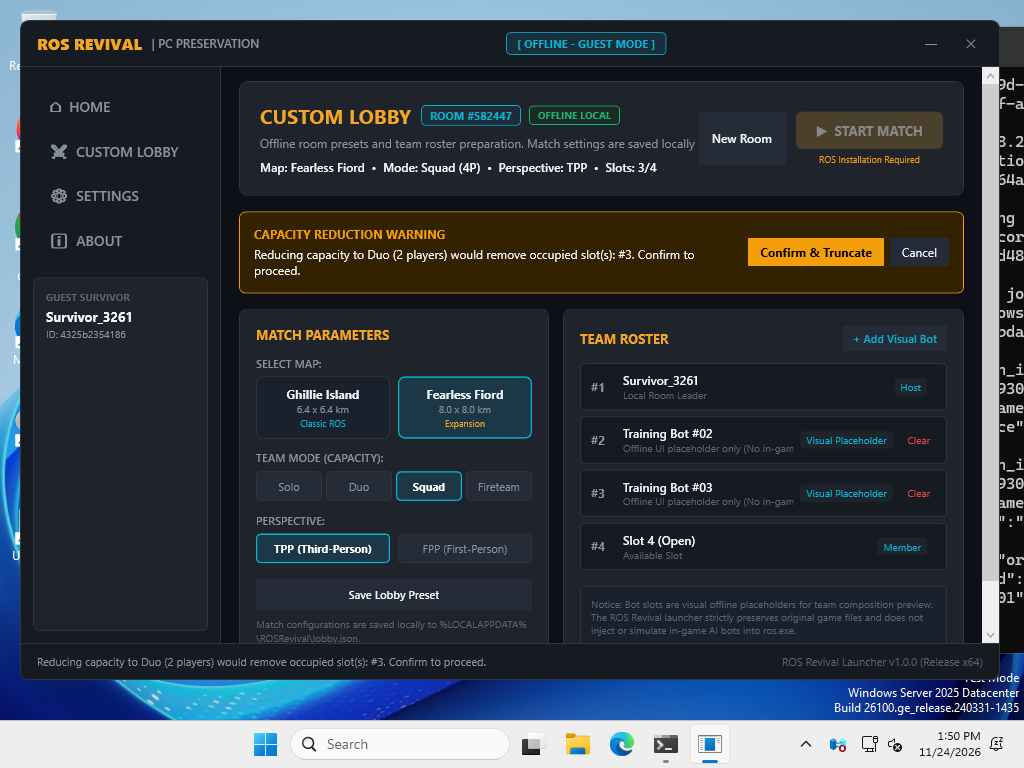 ROS REVIVAL | PC PRESERVATION
[ OFFLINE - GUEST MODE ]
HOME
CUSTOM LOBBY
SETTINGS
ABOUT
GUEST SURVIVOR
Survivor_3261
ID: 4325b2354186
CUSTOM LOBBY
ROOM #582447
OFFLINE LOCAL
Offline room presets and team roster preparation. Match settings are saved locally
Map: Fearless Fiord • Mode: Squad (4P) • Perspective: TPP • Slots: 3/4
New Room
START MATCH
ROS Installation Required
CAPACITY REDUCTION WARNING
Reducing capacity to Duo (2 players) would remove occupied slot(s): #3. Confirm to
proceed.
Confirm & Truncate
Cancel
MATCH PARAMETERS
SELECT MAP:
Ghillie Island
6.4 x 6.4 km
Classic ROS
Fearless Fiord
8.0 x 8.0 km
Expansion
TEAM MODE (CAPACITY):
Solo
Duo
Squad
Fireteam
PERSPECTIVE:
TPP (Third-Person)
FPP (First-Person)
Save Lobby Preset
Match configurations are saved locally to %LOCALAPPDATA%
\ROSRevival\lobby.json.
TEAM ROSTER
+ Add Visual Bot
#1
Survivor_3261
Local Room Leader
Host
#2
Training Bot #02
Offline UI placeholder only (No in-gam
Visual Placeholder
Clear
#3
Training Bot #03
Offline UI placeholder only (No in-gam
Visual Placeholder
Clear
#4
Slot 4 (Open)
Available Slot
Member
Notice: Bot slots are visual offline placeholders for team composition preview.
The ROS Revival launcher strictly preserves original game files and does not
inject or simulate in-game AI bots into ros.exe.
Reducing capacity to Duo (2 players) would remove occupied slot(s): #3. Confirm to proceed.
ROS Revival Launcher v1.0.0 (Release x64)
Mode
Windows Server 2025 Datacenter
Build 26100.ge_release.240331-1435
Search
1:50 PM
11/24/2026